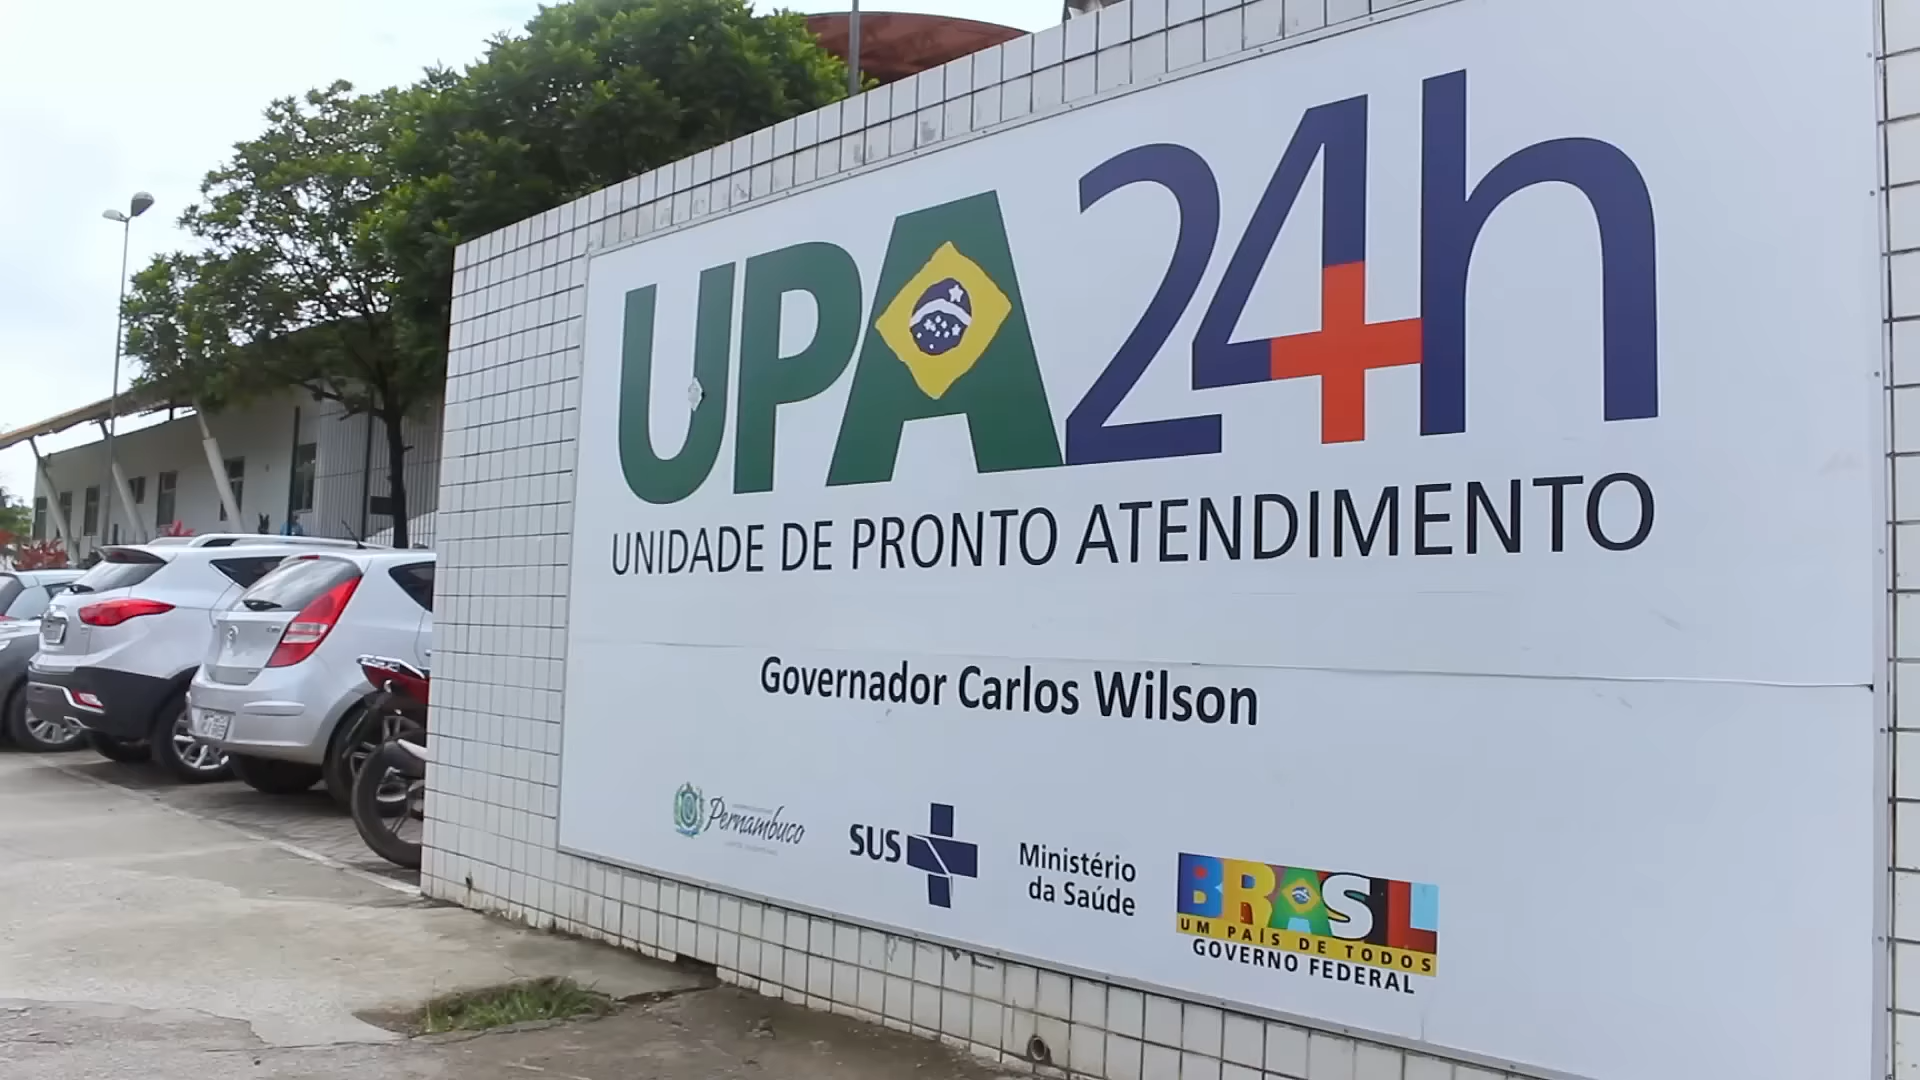 UPA24h
UNIDADE DE PRONTO ATENDIMENTO
Governador Carlos Wilson
Pernambuco
SUS
Ministério
da Saúde
BRASIL
UM PAÍS DE TODOS
GOVERNO FEDERAL